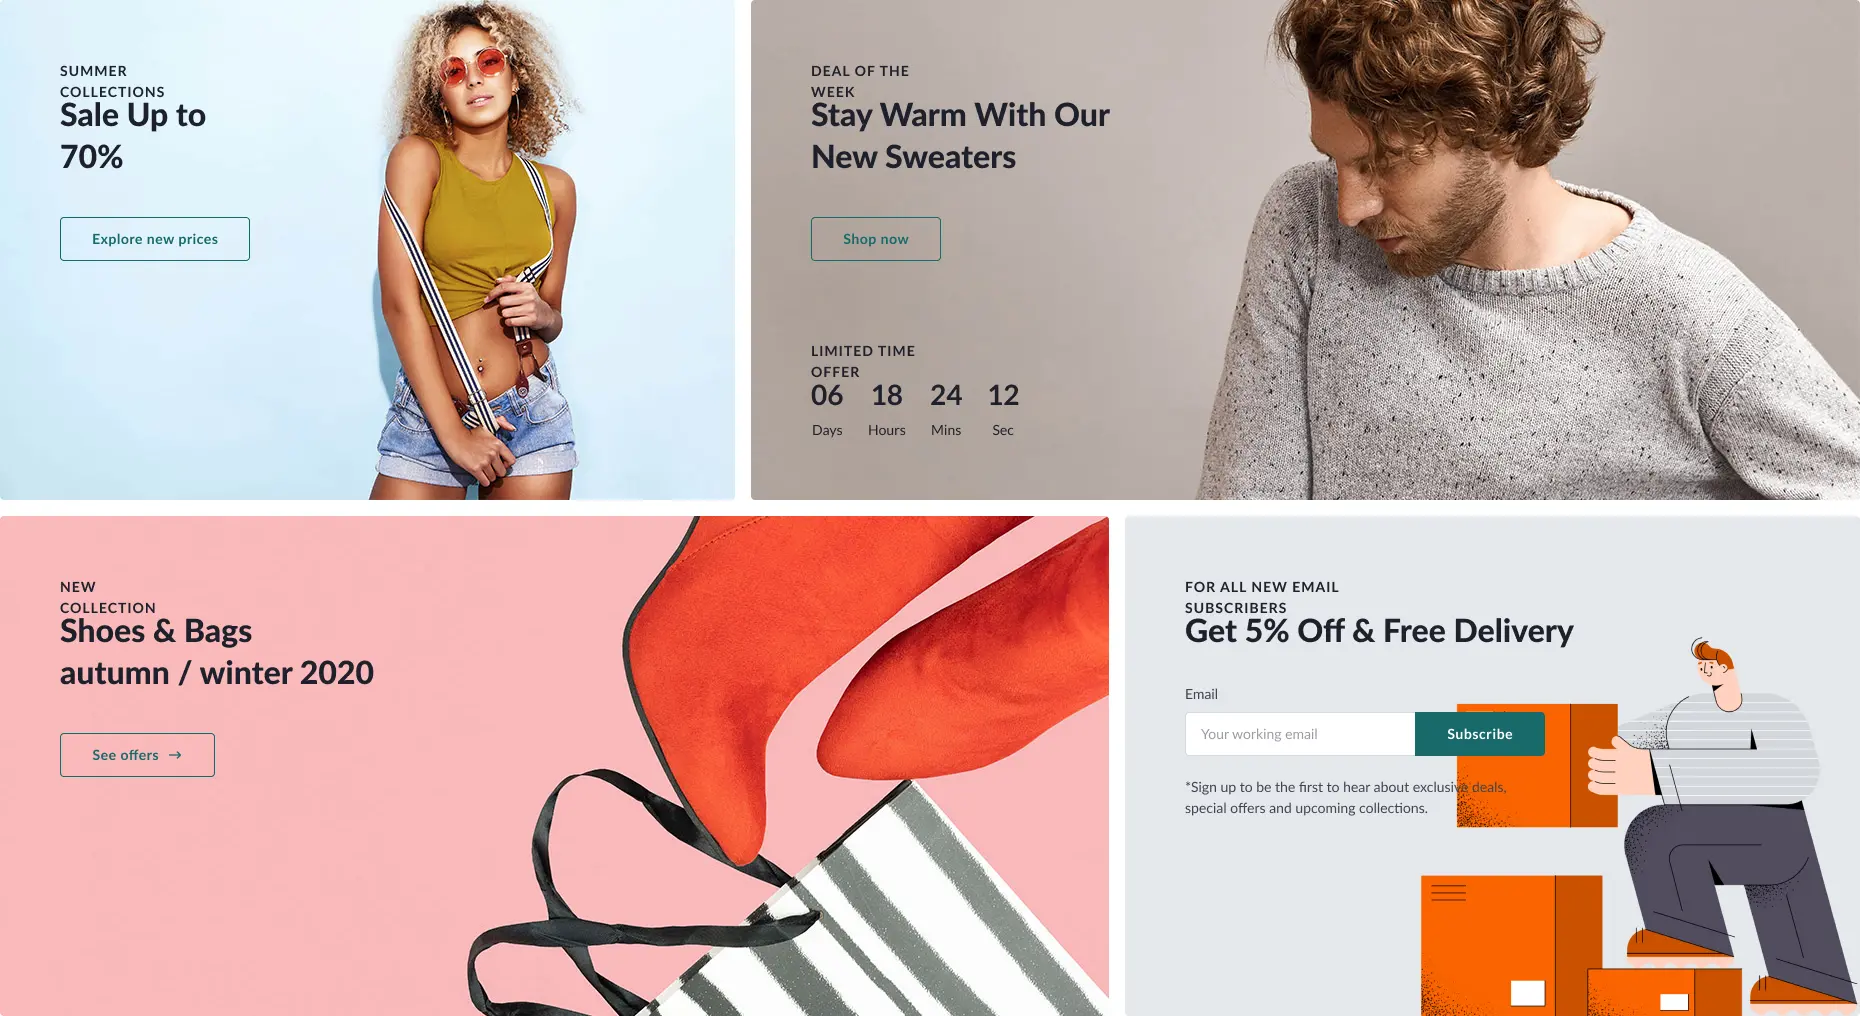 SUMMER
COLLECTIONS
Sale Up to
70%
Explore new prices
DEAL OF THE
WEEK
Stay Warm With Our
New Sweaters
Shop now
LIMITED TIME
OFFER
06 18 24 12
Days Hours Mins Sec
NEW
COLLECTION
Shoes & Bags
autumn / winter 2020
See offers →
FOR ALL NEW EMAIL
SUBSCRIBERS
Get 5% Off & Free Delivery
Email
Your working email
Subscribe
*Sign up to be the first to hear about exclusive deals,
special offers and upcoming collections.